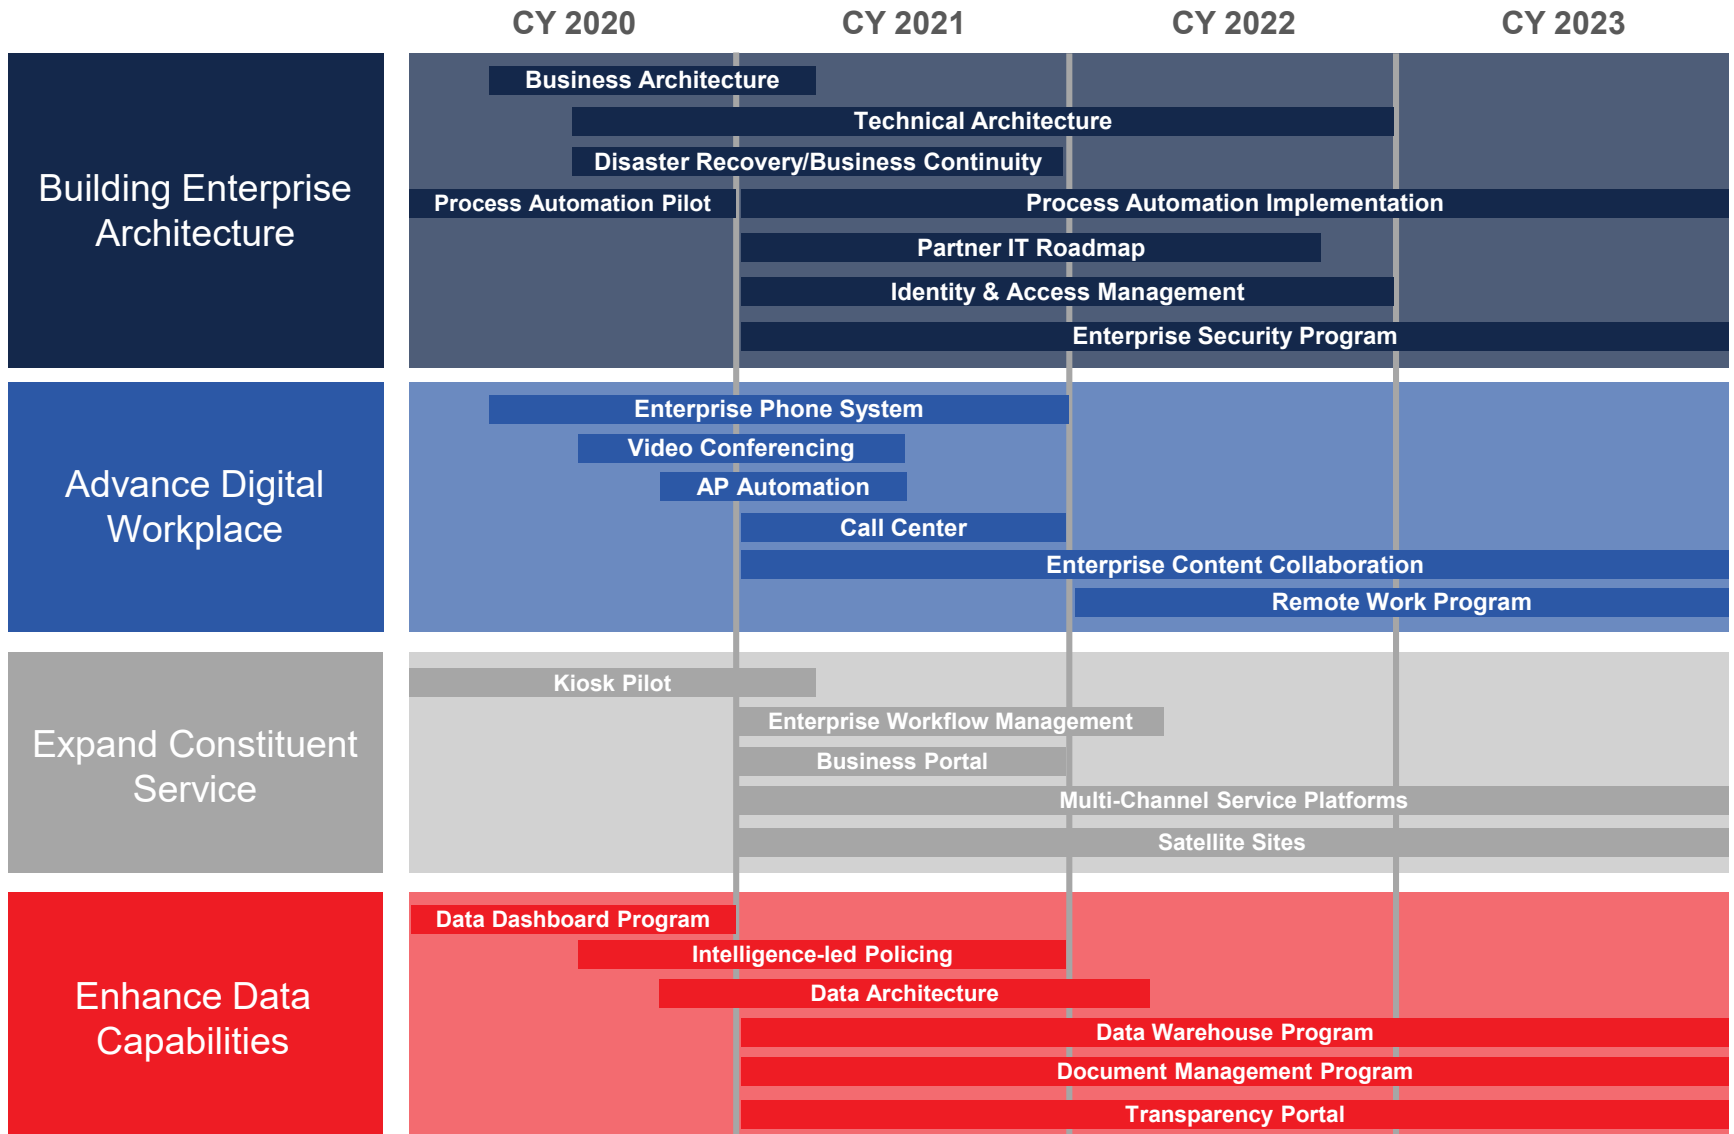 CY 2020
CY 2021
CY 2022
CY 2023
Building Enterprise
Architecture
Business Architecture
Technical Architecture
Disaster Recovery/Business Continuity
Process Automation Pilot
Process Automation Implementation
Partner IT Roadmap
Identity & Access Management
Enterprise Security Program
Advance Digital
Workplace
Enterprise Phone System
Video Conferencing
AP Automation
Call Center
Enterprise Content Collaboration
Remote Work Program
Expand Constituent
Service
Kiosk Pilot
Enterprise Workflow Management
Business Portal
Multi-Channel Service Platforms
Satellite Sites
Enhance Data
Capabilities
Data Dashboard Program
Intelligence-led Policing
Data Architecture
Data Warehouse Program
Document Management Program
Transparency Portal